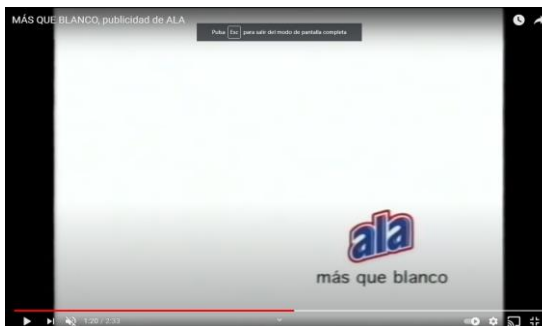 MÁS QUE BLANCO, publicidad de ALA
Pulsa Esc para salir del modo de pantalla completa
ala
más que blanco
1:20 / 2:33